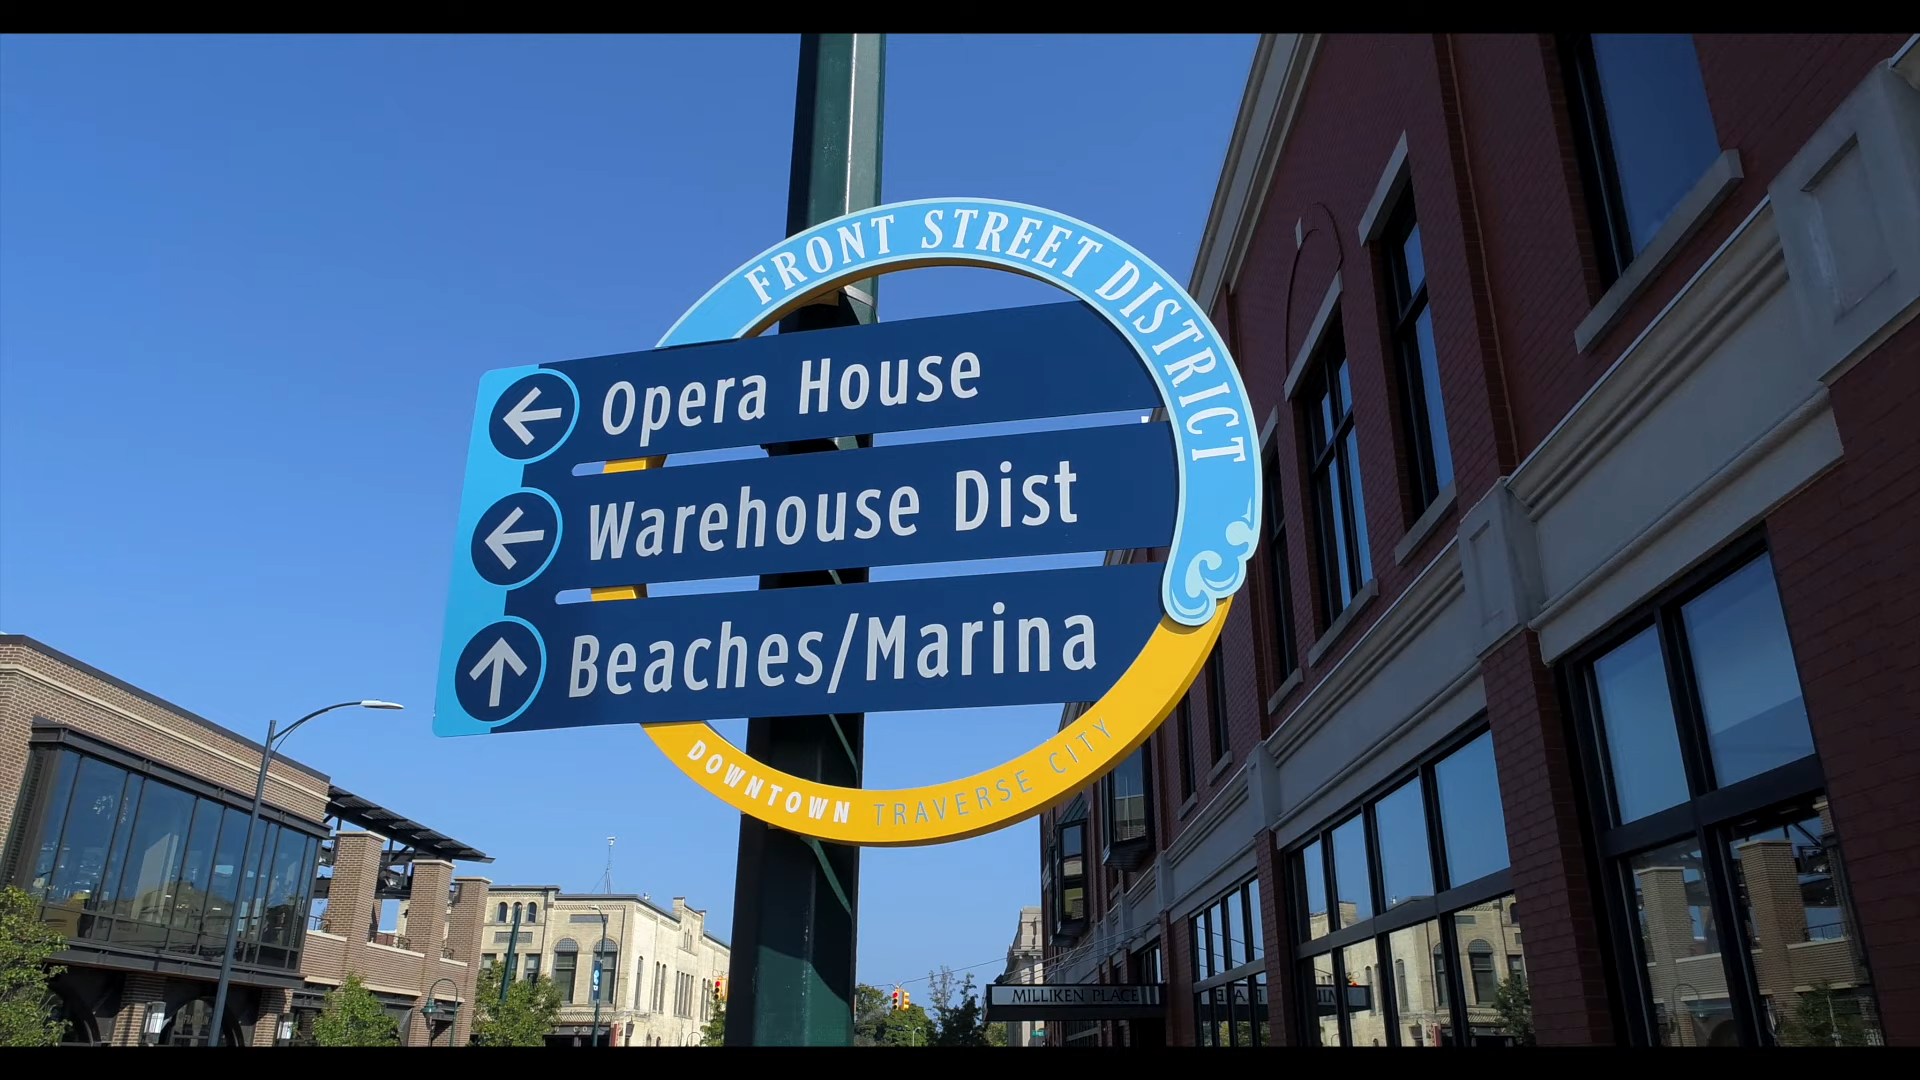 FRONT STREET DISTRICT
Opera House
Warehouse Dist
Beaches/Marina
DOWNTOWN TRAVERSE CITY
MILLIKEN PLACE